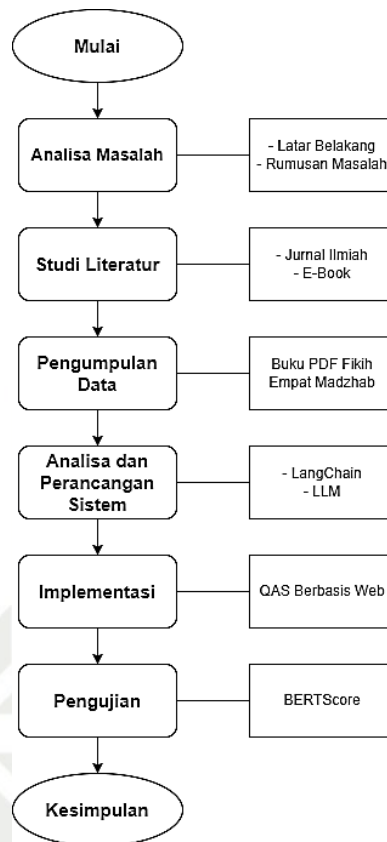 Mulai
Analisa Masalah
- Latar Belakang
- Rumusan Masalah
Studi Literatur
- Jurnal Ilmiah
- E-Book
Pengumpulan
Data
Buku PDF Fikih
Empat Madzhab
Analisa dan
Perancangan
Sistem
- LangChain
- LLM
Implementasi
QAS Berbasis Web
Pengujian
BERTScore
Kesimpulan